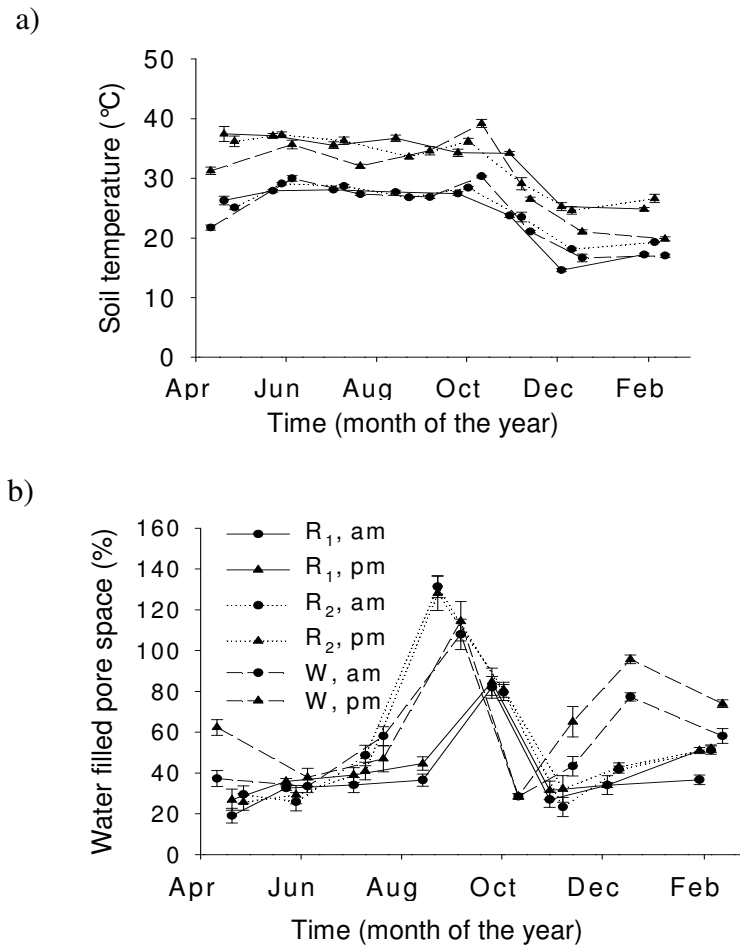 a)
50
40
30
20
10
0
Soil temperature (°C)
Apr Jun Aug Oct Dec Feb
Time (month of the year)
b)
160
140
120
100
80
60
40
20
0
Water filled pore space (%)
R1, am
R1, pm
R2, am
R2, pm
W, am
W, pm
Apr Jun Aug Oct Dec Feb
Time (month of the year)